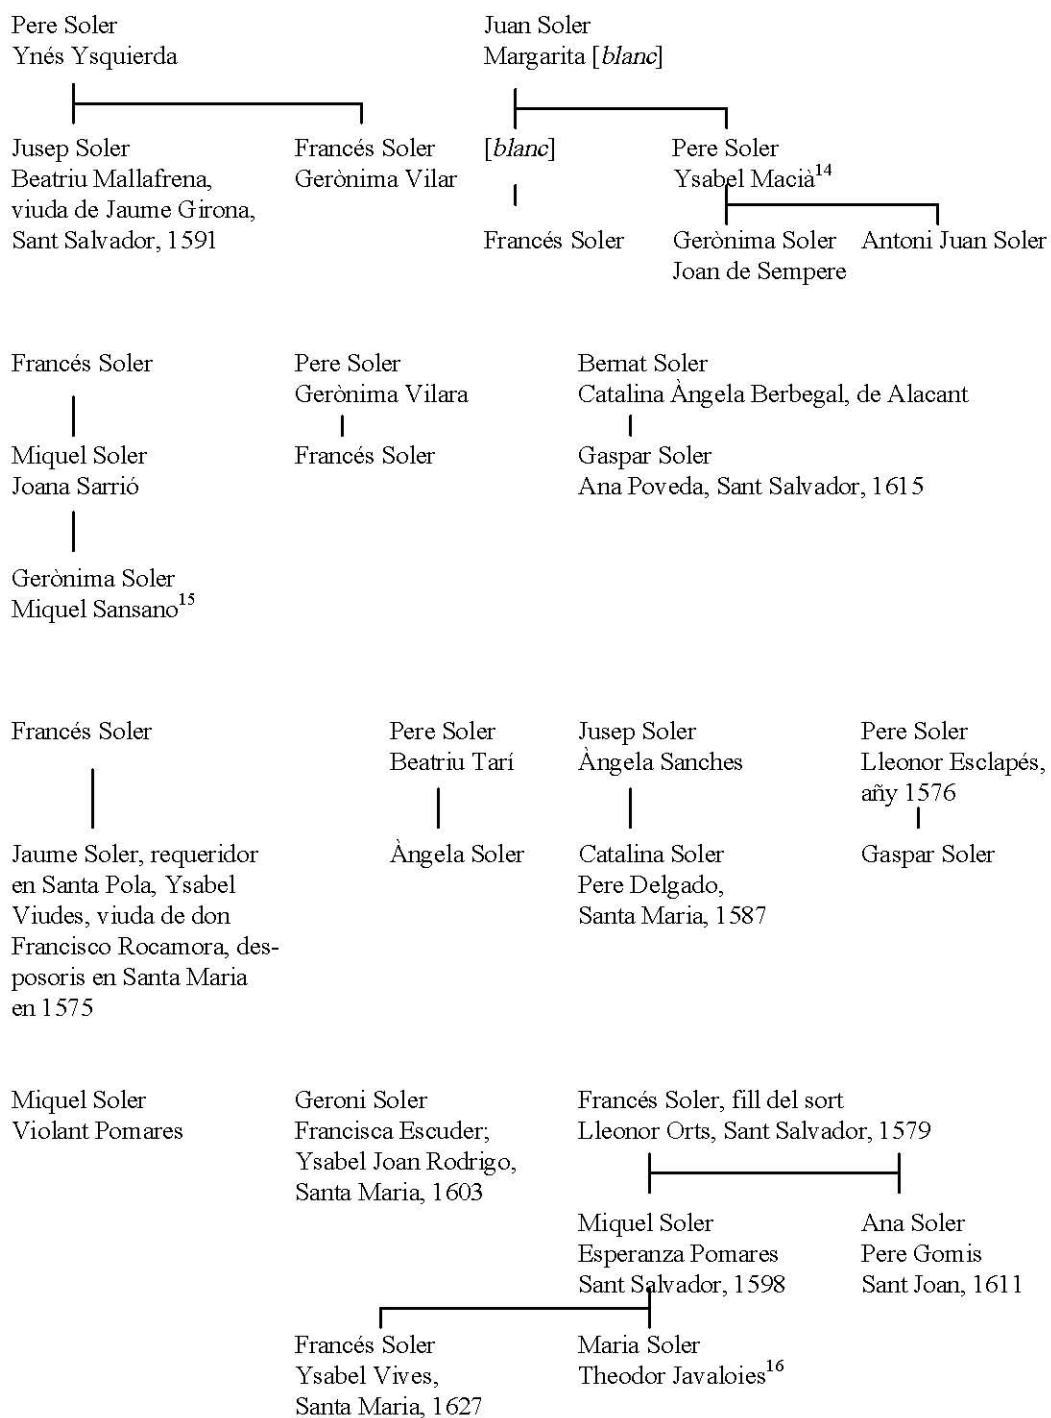 Pere Soler
Ynés Ysquierda
Juan Soler
Margarita [blanc]
Jusep Soler
Beatriu Mallafrena,
viuda de Jaume Girona,
Sant Salvador, 1591
Francés Soler
Gerònima Vilar
[blanc]
Francés Soler
Pere Soler
Ysabel Macià14
Gerònima Soler
Joan de Sempere
Antoni Juan Soler
Francés Soler
Miquel Soler
Joana Sarrió
Gerònima Soler
Miquel Sansano15
Pere Soler
Gerònima Vilara
Francés Soler
Bernat Soler
Catalina Àngela Berbegal, de Alacant
Gaspar Soler
Ana Poveda, Sant Salvador, 1615
Francés Soler
Jaume Soler, requeridor
en Santa Pola, Ysabel
Viudes, viuda de don
Francisco Rocamora, des-
posoris en Santa Maria
en 1575
Pere Soler
Beatriu Tarí
Àngela Soler
Jusep Soler
Àngela Sanches
Catalina Soler
Pere Delgado,
Santa Maria, 1587
Pere Soler
Lleonor Esclapés,
añy 1576
Gaspar Soler
Miquel Soler
Violant Pomares
Geroni Soler
Francisca Escuder;
Ysabel Joan Rodrigo,
Santa Maria, 1603
Francés Soler, fill del sort
Lleonor Orts, Sant Salvador, 1579
Miquel Soler
Esperanza Pomares
Sant Salvador, 1598
Ana Soler
Pere Gomis
Sant Joan, 1611
Francés Soler
Ysabel Vives,
Santa Maria, 1627
Maria Soler
Theodor Javaloies16